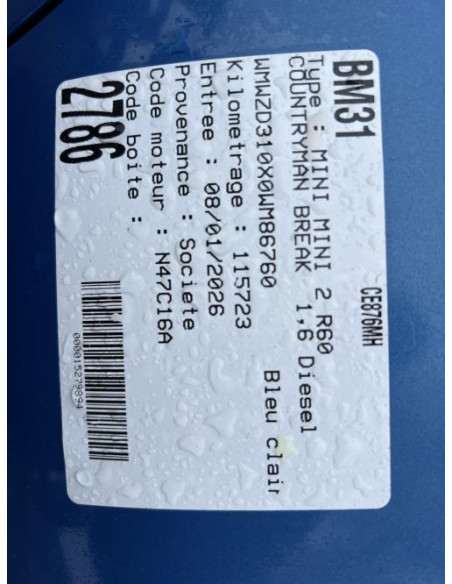 BM31 CE876MH
Type : MINI MINI 2 R60
COUNTRYMAN BREAK 1,6 Diesel
WMWZD310X0WM86760 Bleu clair
Kilometrage : 115723
Entree : 08/01/2026
Provenance : Societe
Code moteur : N47C16A
Code boite :
2786
000015279894